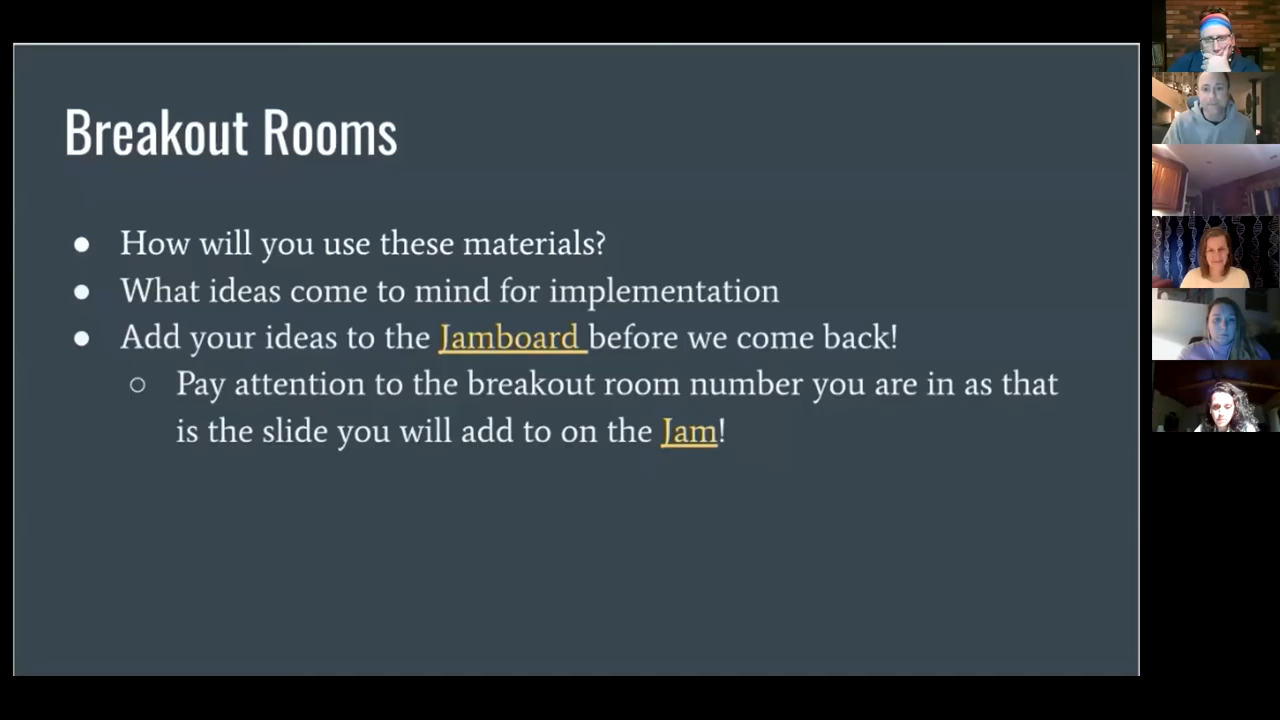 Breakout Rooms
● How will you use these materials?
● What ideas come to mind for implementation
● Add your ideas to the Jamboard before we come back!
○ Pay attention to the breakout room number you are in as that
is the slide you will add to on the Jam!